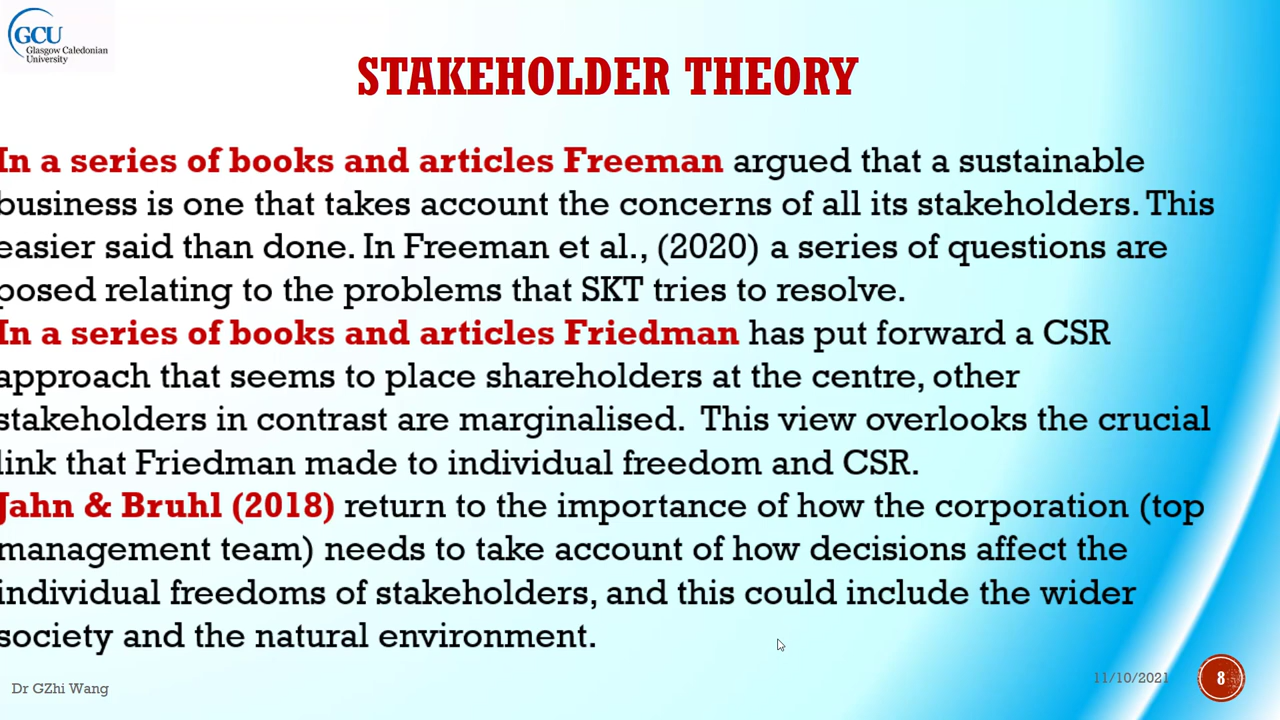 GCU
Glasgow Caledonian
University
STAKEHOLDER THEORY
In a series of books and articles Freeman argued that a sustainable
business is one that takes account the concerns of all its stakeholders. This
easier said than done. In Freeman et al., (2020) a series of questions are
posed relating to the problems that SKT tries to resolve.
In a series of books and articles Friedman has put forward a CSR
approach that seems to place shareholders at the centre, other
stakeholders in contrast are marginalised. This view overlooks the crucial
link that Friedman made to individual freedom and CSR.
Jahn & Bruhl (2018) return to the importance of how the corporation (top
management team) needs to take account of how decisions affect the
individual freedoms of stakeholders, and this could include the wider
society and the natural environment.
Dr GZhi Wang
11/10/2021
8